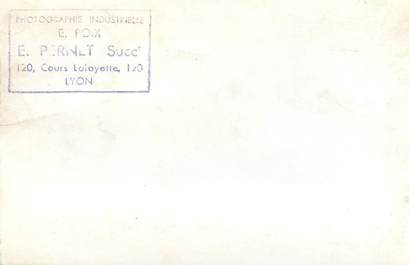 PHOTOGRAPHIE INDUSTRIELLE
E. POIX
E. PERNET Succʳ
120, Cours Lafayette, 120
LYON